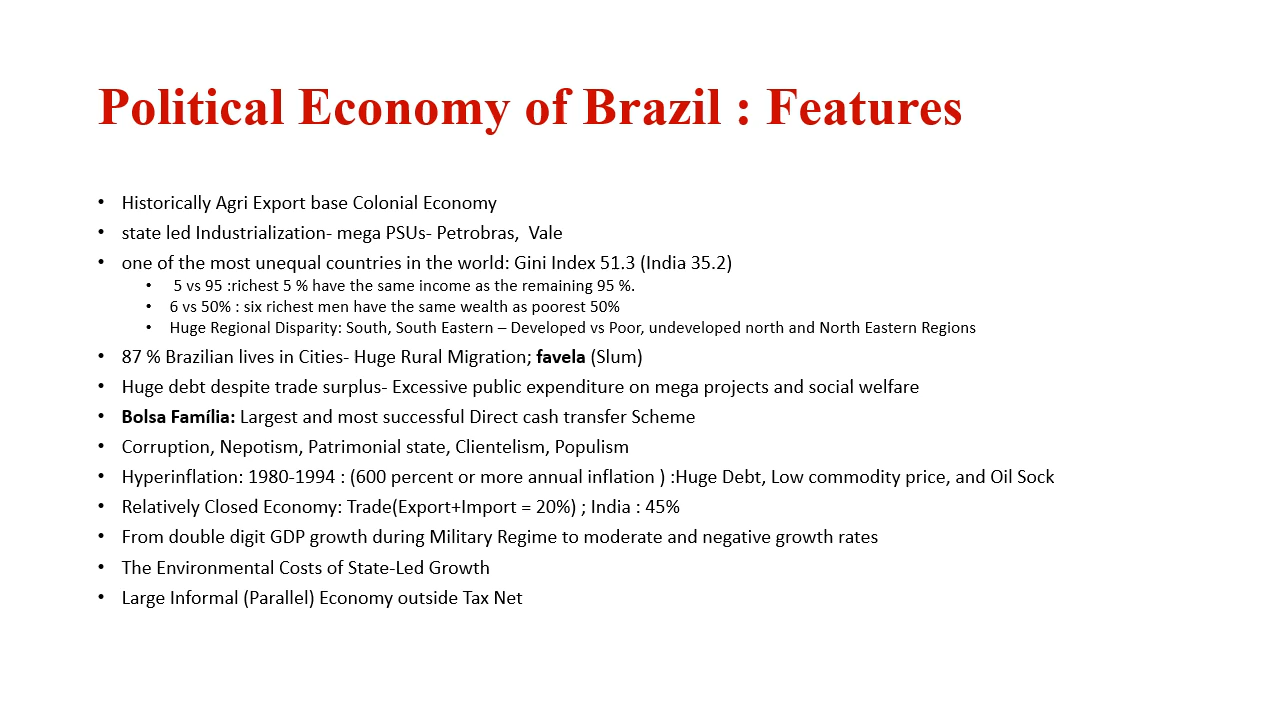 Political Economy of Brazil : Features
• Historically Agri Export base Colonial Economy
• state led Industrialization- mega PSUs- Petrobras,  Vale
• one of the most unequal countries in the world: Gini Index 51.3 (India 35.2)
• 5 vs 95 :richest 5 % have the same income as the remaining 95 %.
• 6 vs 50% : six richest men have the same wealth as poorest 50%
• Huge Regional Disparity: South, South Eastern – Developed vs Poor, undeveloped north and North Eastern Regions
• 87 % Brazilian lives in Cities- Huge Rural Migration; favela (Slum)
• Huge debt despite trade surplus- Excessive public expenditure on mega projects and social welfare
• Bolsa Família: Largest and most successful Direct cash transfer Scheme
• Corruption, Nepotism, Patrimonial state, Clientelism, Populism
• Hyperinflation: 1980-1994 : (600 percent or more annual inflation ) :Huge Debt, Low commodity price, and Oil Sock
• Relatively Closed Economy: Trade(Export+Import = 20%) ; India : 45%
• From double digit GDP growth during Military Regime to moderate and negative growth rates
• The Environmental Costs of State-Led Growth
• Large Informal (Parallel) Economy outside Tax Net